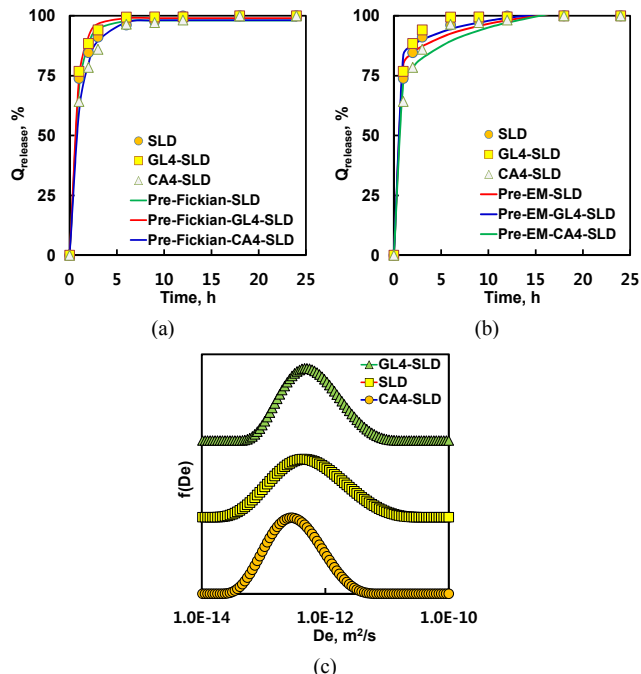 100
75
50
25
0
Q_release, %
SLD
GL4-SLD
CA4-SLD
Pre-Fickian-SLD
Pre-Fickian-GL4-SLD
Pre-Fickian-CA4-SLD
0 5 10 15 20 25
Time, h
(a)
100
75
50
25
0
Q_release, %
SLD
GL4-SLD
CA4-SLD
Pre-EM-SLD
Pre-EM-GL4-SLD
Pre-EM-CA4-SLD
0 5 10 15 20 25
Time, h
(b)
GL4-SLD
SLD
CA4-SLD
f(De)
1.0E-14 1.0E-12 1.0E-10
De, m²/s
(c)